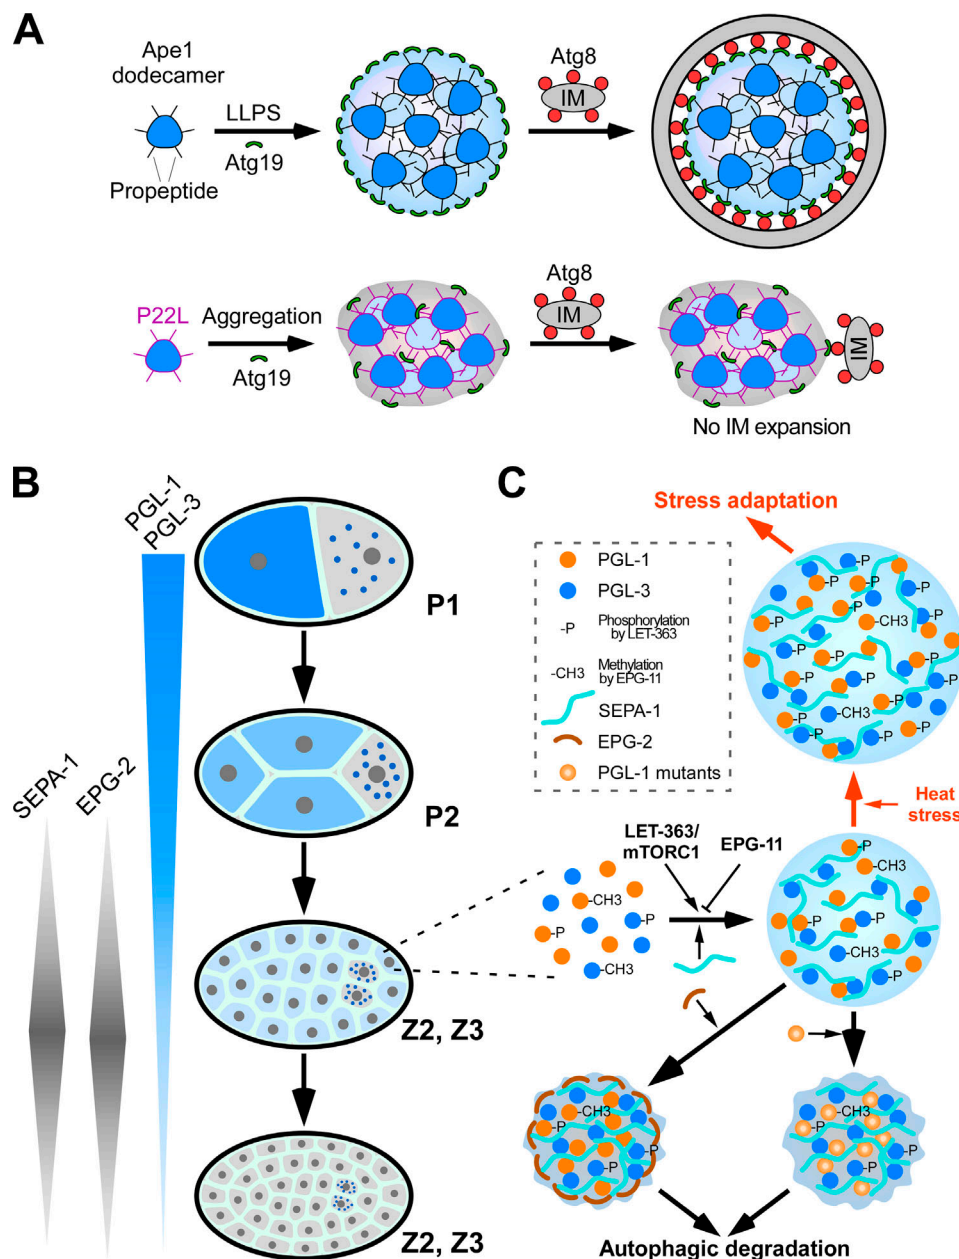 A
Ape1
dodecamer
Propeptide
LLPS
Atg19
Atg8
IM
P22L
Aggregation
Atg19
Atg8
IM
IM
No IM expansion
B
PGL-1
PGL-3
SEPA-1
EPG-2
P1
P2
Z2, Z3
Z2, Z3
C
Stress adaptation
PGL-1
PGL-3
-P Phosphorylation
by LET-363
-CH3 Methylation
by EPG-11
SEPA-1
EPG-2
PGL-1 mutants
-P
-P
-P
-P
-P
-CH3
-P
-P
-P
-P
-P
-CH3
-P
-P
-P
Heat
stress
LET-363/
mTORC1
EPG-11
-CH3
-P
-P
-CH3
-P
-CH3
-P
-P
-CH3
-P
-CH3
-P
-P
-CH3
-P
-P
Autophagic degradation